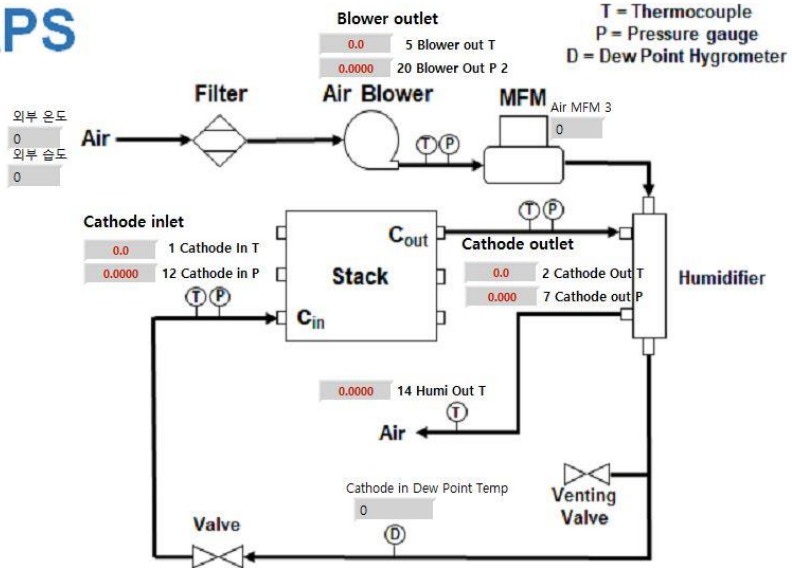 APS
Blower outlet
0.0 5 Blower out T
0.0000 20 Blower Out P 2
T = Thermocouple
P = Pressure gauge
D = Dew Point Hygrometer
외부 온도
0
외부 습도
0
Air
Filter
Air Blower
T P
MFM
Air MFM 3
0
Cathode inlet
0.0 1 Cathode In T
0.0000 12 Cathode in P
T P
Stack
Cout
Cin
T P
Cathode outlet
0.0 2 Cathode Out T
0.000 7 Cathode out P
Humidifier
0.0000 14 Humi Out T
T
Air
Cathode in Dew Point Temp
0
D
Valve
Venting
Valve